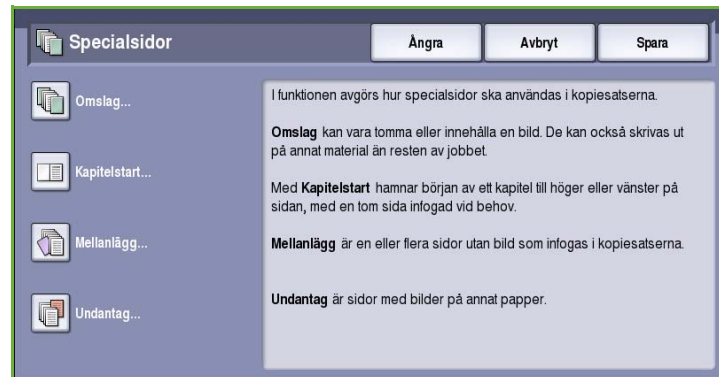 Specialsidor
Ångra
Avbryt
Spara
Omslag...
Kapitelstart...
Mellanlägg...
Undantag...
I funktionen avgörs hur specialsidor ska användas i kopiesatserna.
Omslag kan vara tomma eller innehålla en bild. De kan också skrivas ut
på annat material än resten av jobbet.
Med Kapitelstart hamnar början av ett kapitel till höger eller vänster på
sidan, med en tom sida infogad vid behov.
Mellanlägg är en eller flera sidor utan bild som infogas i kopiesatserna.
Undantag är sidor med bilder på annat papper.